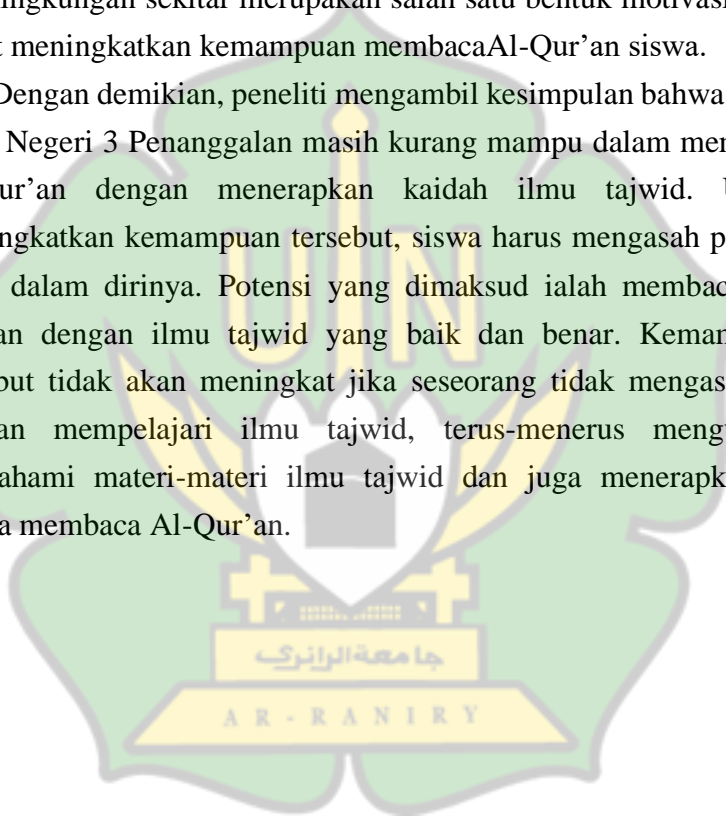 lingkungan sekitar merupakan salah satu bentuk motivasi
meningkatkan kemampuan membacaAl-Qur’an siswa.
Dengan demikian, peneliti mengambil kesimpulan bahwa
Negeri 3 Penanggalan masih kurang mampu dalam mem
ur’an dengan menerapkan kaidah ilmu tajwid. U
ngkatkan kemampuan tersebut, siswa harus mengasah p
dalam dirinya. Potensi yang dimaksud ialah membac
an dengan ilmu tajwid yang baik dan benar. Kemam
but tidak akan meningkat jika seseorang tidak mengas
an mempelajari ilmu tajwid, terus-menerus meng
ahami materi-materi ilmu tajwid dan juga menerapk
a membaca Al-Qur’an.
UIN
جامعة الرانري
AR-RANIRY